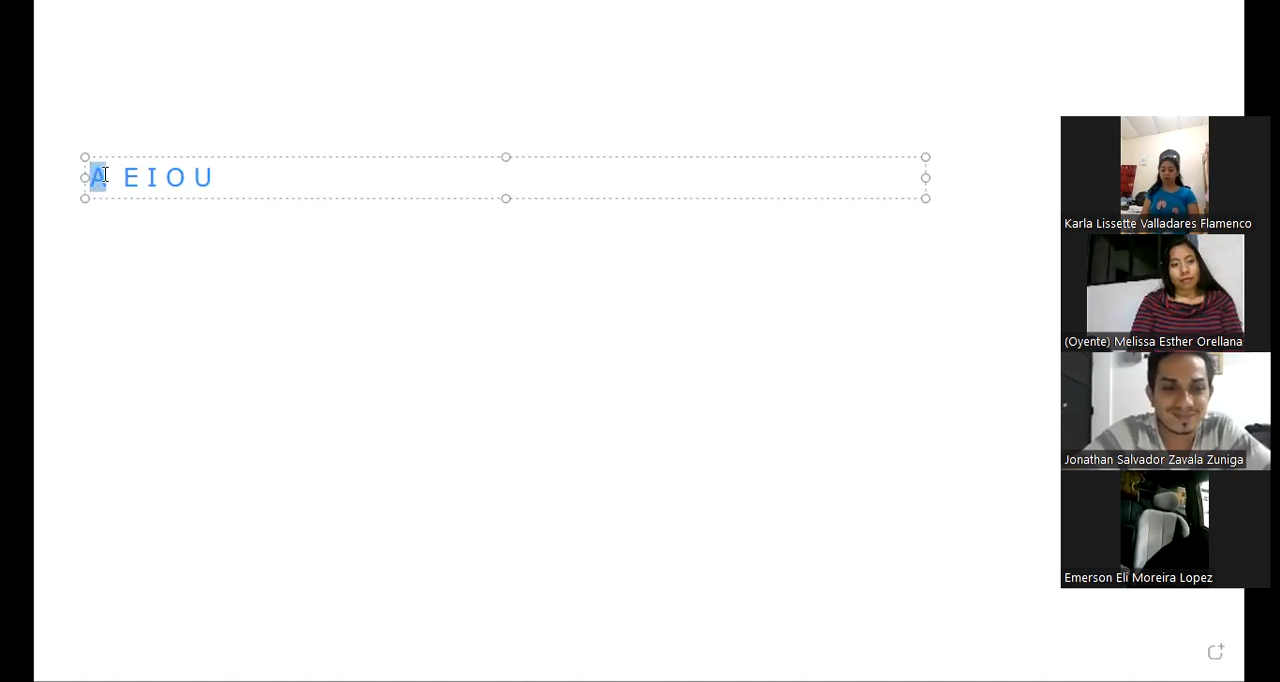 A E I O U
Karla Lissette Valladares Flamenco
(Oyente) Melissa Esther Orellana
Jonathan Salvador Zavala Zuniga
Emerson Eli Moreira Lopez